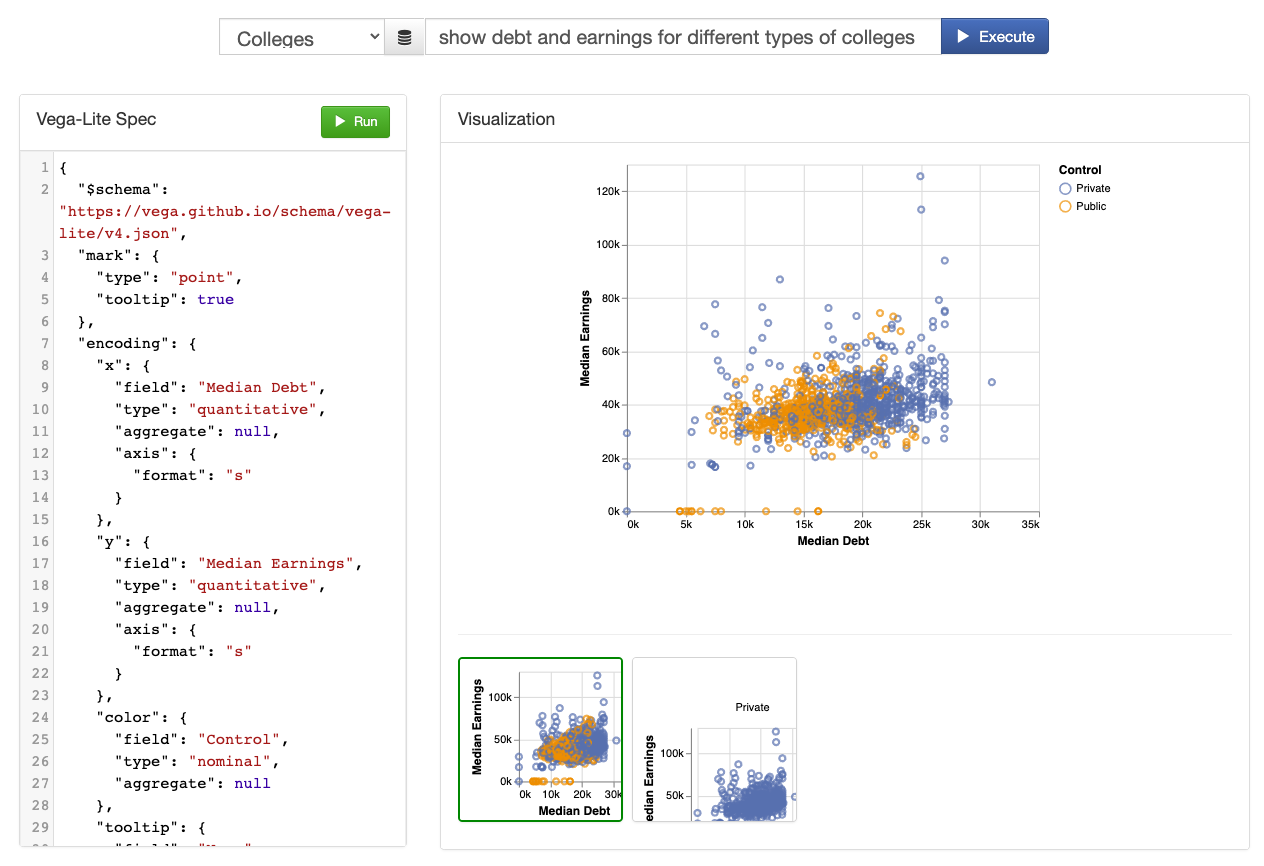 Colleges show debt and earnings for different types of colleges Execute
Vega-Lite Spec Run
1 {
2 "$schema":
"https://vega.github.io/schema/vega-
lite/v4.json",
3 "mark": {
4 "type": "point",
5 "tooltip": true
6 },
7 "encoding": {
8 "x": {
9 "field": "Median Debt",
10 "type": "quantitative",
11 "aggregate": null,
12 "axis": {
13 "format": "s"
14 }
15 },
16 "y": {
17 "field": "Median Earnings",
18 "type": "quantitative",
19 "aggregate": null,
20 "axis": {
21 "format": "s"
22 }
23 },
24 "color": {
25 "field": "Control",
26 "type": "nominal",
27 "aggregate": null
28 },
29 "tooltip": {
Visualization
Control
Private
Public
Median Earnings
120k
100k
80k
60k
40k
20k
0k
0k 5k 10k 15k 20k 25k 30k 35k
Median Debt
Median Earnings
100k
50k
0k
0k 10k 20k 30k
Median Debt
Private
edian Earnings
100k
50k